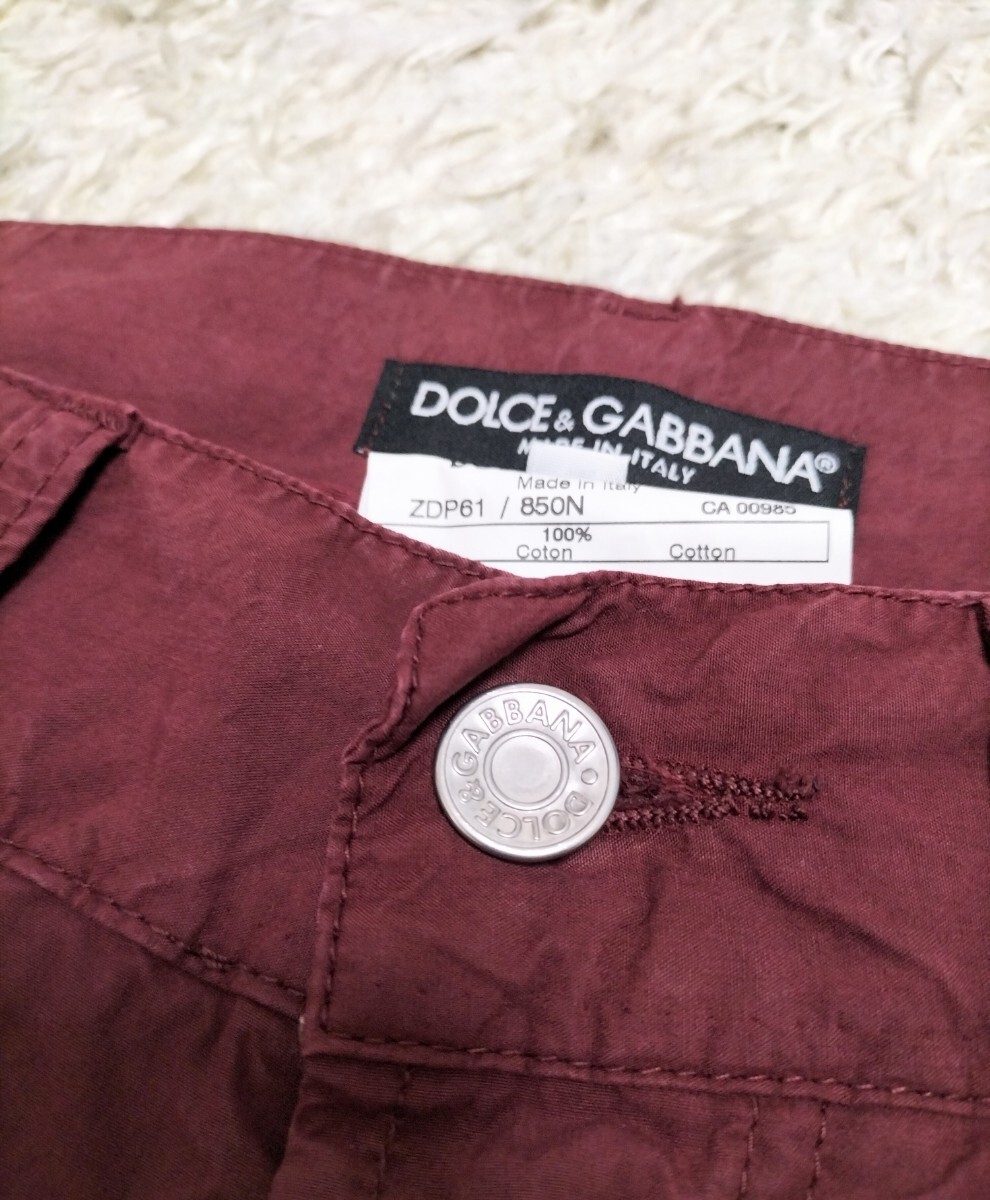 DOLCE & GABBANA®
MADE IN ITALY
Made in Italy
ZDP61 / 850N CA 00985
100%
Coton Cotton
DOLCE & GABBANA